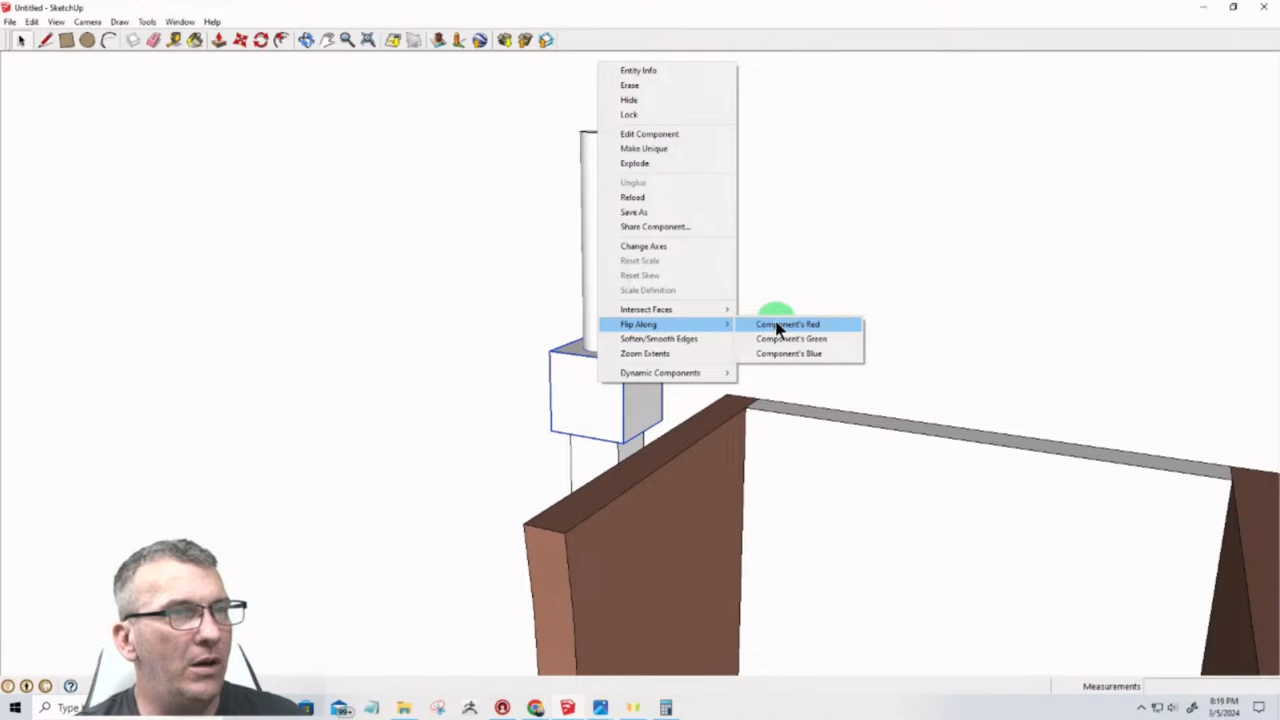 Untitled - SketchUp
File Edit View Camera Draw Tools Window Help
Entity Info
Erase
Hide
Lock
Edit Component
Make Unique
Explode
Unglue
Reload
Save As
Share Component...
Change Axes
Reset Scale
Reset Skew
Scale Definition
Intersect Faces
Flip Along
Component's Red
Soften/Smooth Edges
Component's Green
Zoom Extents
Component's Blue
Dynamic Components
Measurements
Type
99+
8:19 PM
3/5/2024